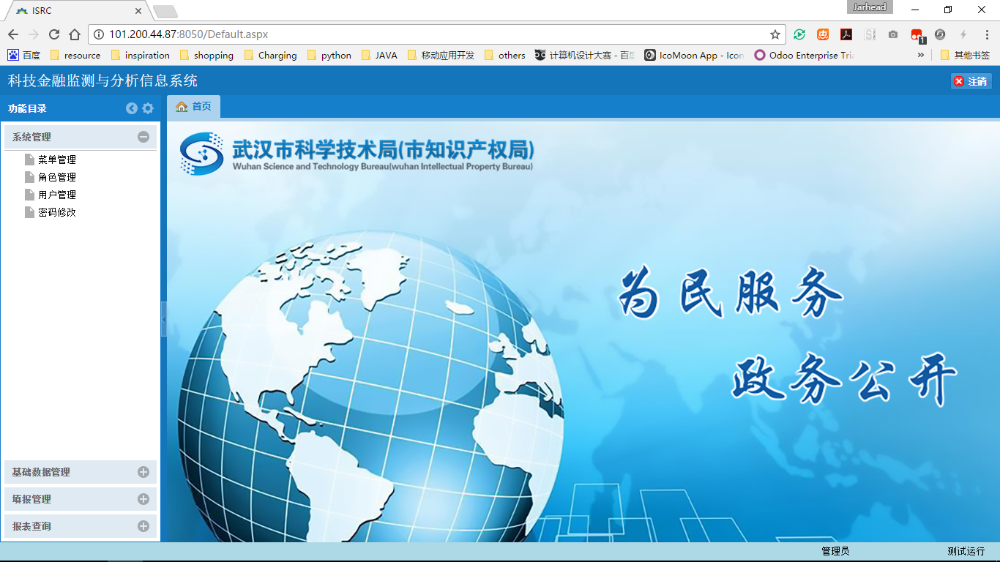 ISRC
Jarhead
101.200.44.87:8050/Default.aspx
1
百度 resource inspiration shopping Charging python JAVA 移动应用开发 others 计算机设计大赛 - 百度 IcoMoon App - Icon Odoo Enterprise Tria » 其他书签
科技金融监测与分析信息系统
注销
功能目录
首页
系统管理
菜单管理
角色管理
用户管理
密码修改
基础数据管理
填报管理
报表查询
武汉市科学技术局(市知识产权局)
Wuhan Science and Technology Bureau(wuhan Intellectual Property Bureau)
为民服务
政务公开
管理员
测试运行